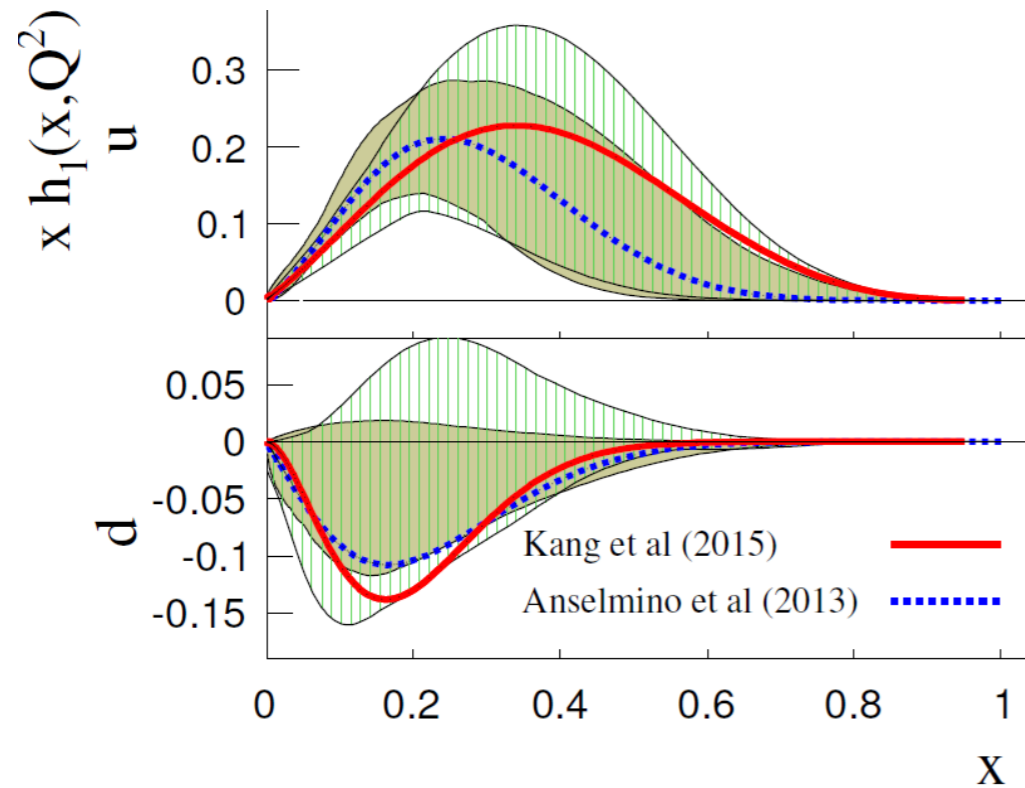 x h1(x,Q2)
u
0.3
0.2
0.1
0
d
0.05
0
-0.05
-0.1
-0.15
Kang et al (2015)
Anselmino et al (2013)
0 0.2 0.4 0.6 0.8 1
x